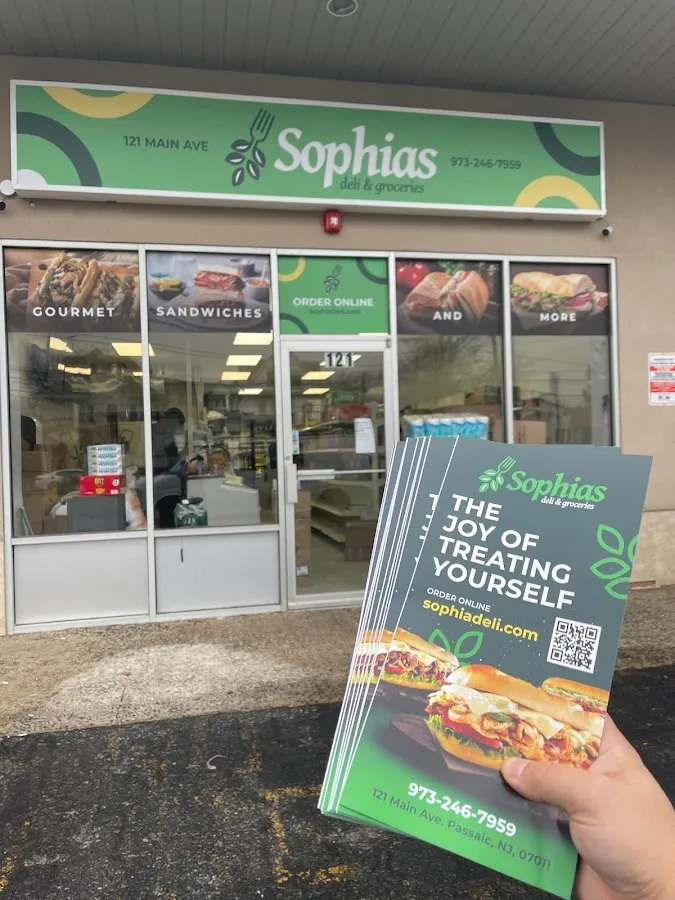 121 MAIN AVE
Sophias
deli & groceries
973-246-7959
GOURMET
SANDWICHES
ORDER ONLINE
SophiaDeli.com
AND
MORE
121
Sophias
deli & groceries
THE
JOY OF
TREATING
YOURSELF
ORDER ONLINE
sophiadeli.com
973-246-7959
121 Main Ave. Passaic, NJ, 07011